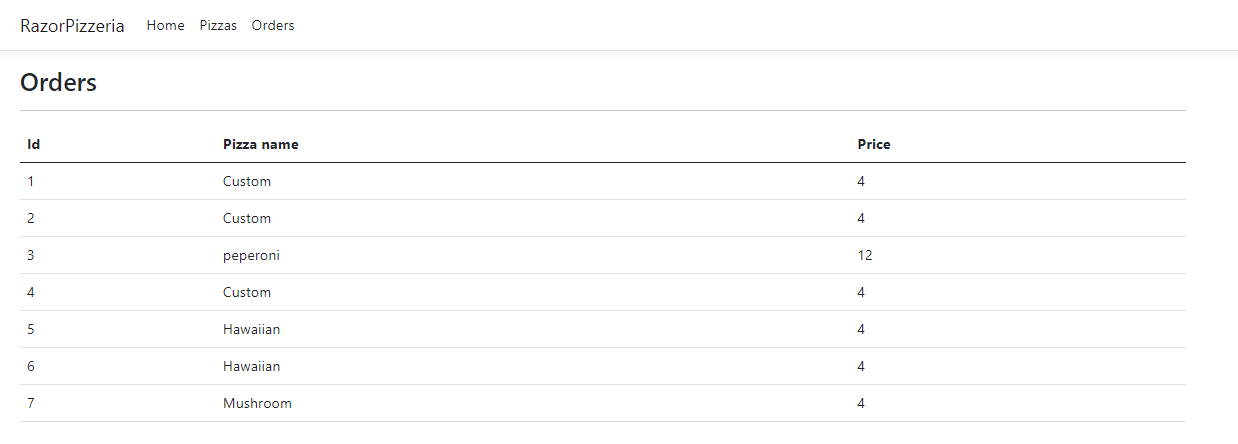 RazorPizzeria Home Pizzas Orders
Orders
Id Pizza name Price
1 Custom 4
2 Custom 4
3 peperoni 12
4 Custom 4
5 Hawaiian 4
6 Hawaiian 4
7 Mushroom 4